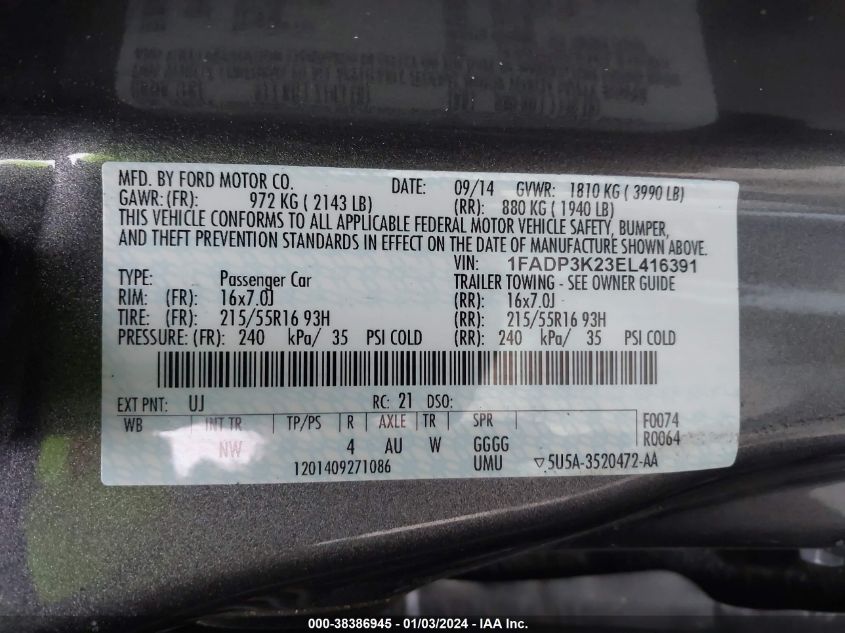 MFD. BY FORD MOTOR CO. DATE: 09/14 GVWR: 1810 KG ( 3990 LB)
GAWR: (FR): 972 KG ( 2143 LB) (RR): 880 KG ( 1940 LB)
THIS VEHICLE CONFORMS TO ALL APPLICABLE FEDERAL MOTOR VEHICLE SAFETY, BUMPER,
AND THEFT PREVENTION STANDARDS IN EFFECT ON THE DATE OF MANUFACTURE SHOWN ABOVE.
VIN: 1FADP3K23EL416391
TYPE: Passenger Car TRAILER TOWING - SEE OWNER GUIDE
RIM: (FR): 16x7.0J (RR): 16x7.0J
TIRE: (FR): 215/55R16 93H (RR): 215/55R16 93H
PRESSURE: (FR): 240 kPa/ 35 PSI COLD (RR): 240 kPa/ 35 PSI COLD
EXT PNT: UJ RC: 21 DSO:
WB INT TR TP/PS R AXLE TR SPR F0074
NW 4 AU W GGGG R0064
1201409271086 UMU ▽5U5A-3520472-AA
000-38386945 - 01/03/2024 - IAA Inc.